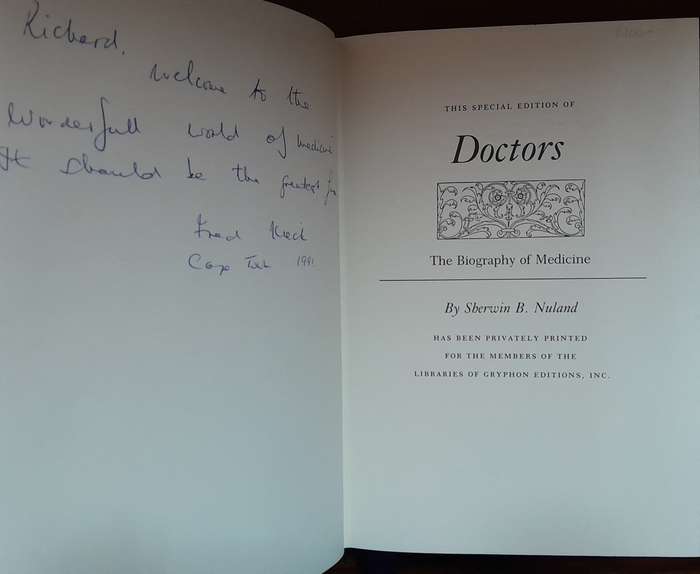 Richard,
Welcome to the
Wonderfull world of medicine
It should be the greatest fun
Fred
Cape Town 1991
THIS SPECIAL EDITION OF
Doctors
The Biography of Medicine
By Sherwin B. Nuland
HAS BEEN PRIVATELY PRINTED
FOR THE MEMBERS OF THE
LIBRARIES OF GRYPHON EDITIONS, INC.